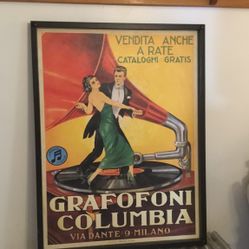 VENDITA ANCHE
A RATE
CATALOGHI GRATIS
GRAFOFONI
COLUMBIA
VIA DANTE·9 MILANO